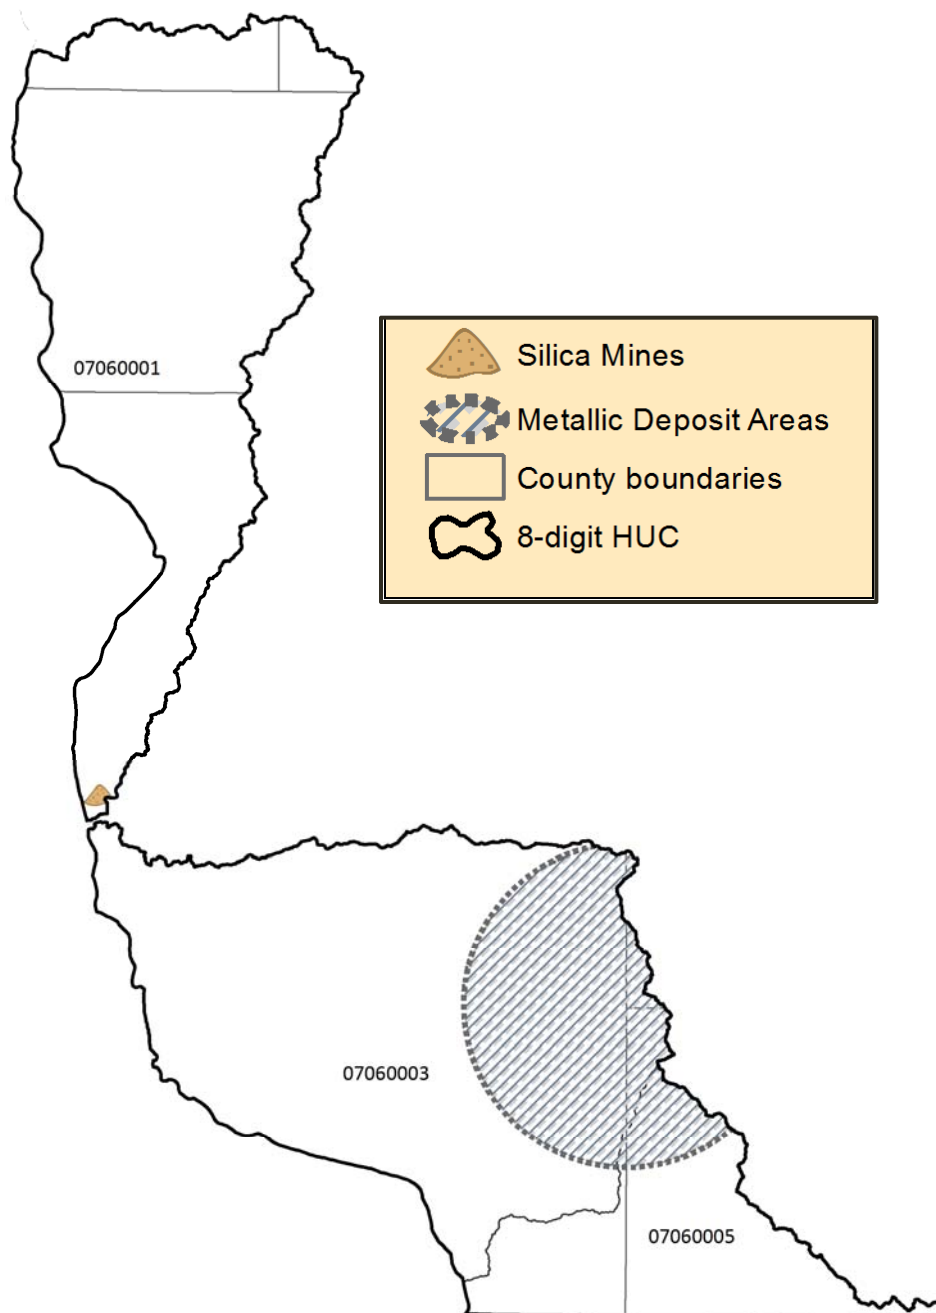 07060001
Silica Mines
Metallic Deposit Areas
County boundaries
8-digit HUC
07060003
07060005